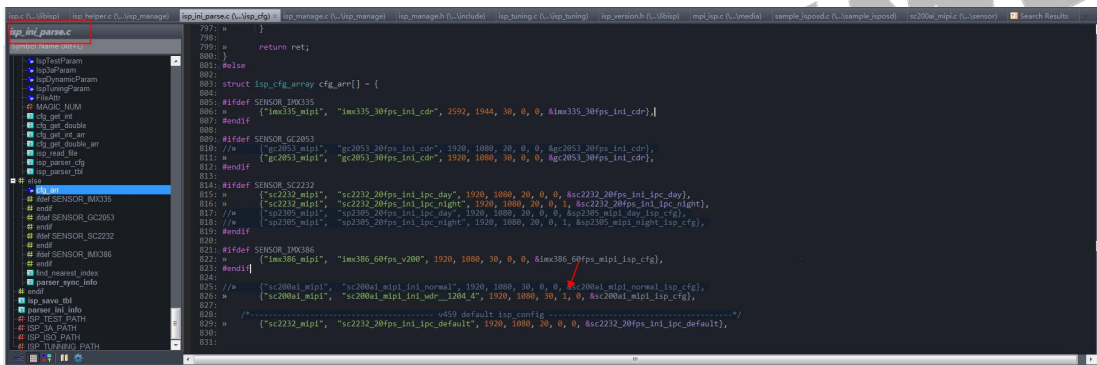 isp.c (\...\libisp)
isp_helper.c (\...isp_manage)
isp_ini_parse.c (\...\isp_cfg) ×
isp_manage.c (\...\isp_manage)
isp_manage.h (\...\include)
isp_tuning.c (\...\isp_tuning)
isp_version.h (\...\libisp)
mpi_isp.c (\...\media)
sample_isposd.c (\...\sample_isposd)
sc200ai_mipi.c (\...\sensor)
Search Results
isp_ini_parse.c
Symbol Name (Alt+L)
IspTestParam
Isp3aParam
IspDynamicParam
IspTuningParam
FileAttr
MAGIC_NUM
cfg_get_int
cfg_get_double
cfg_get_int_arr
cfg_get_double_arr
isp_read_file
isp_parser_cfg
isp_parser_tbl
# else
cfg_arr
# ifdef SENSOR_IMX335
# endif
# ifdef SENSOR_GC2053
# endif
# ifdef SENSOR_SC2232
# endif
# ifdef SENSOR_IMX386
# endif
find_nearest_index
parser_sync_info
# endif
isp_save_tbl
parser_ini_info
ISP_TEST_PATH
ISP_3A_PATH
ISP_ISO_PATH
ISP_TUNNING_PATH
797: » }
798:
799: » return ret;
800: }
801: #else
802:
803: struct isp_cfg_array cfg_arr[] = {
804:
805: #ifdef SENSOR_IMX335
806: » {"imx335_mipi", "imx335_30fps_ini_cdr", 2592, 1944, 30, 0, 0, &imx335_30fps_ini_cdr},
807: #endif
808:
809: #ifdef SENSOR_GC2053
810: //» {"gc2053_mipi", "gc2053_20fps_ini_cdr", 1920, 1080, 20, 0, 0, &gc2053_20fps_ini_cdr},
811: » {"gc2053_mipi", "gc2053_20fps_ini_cdr", 1920, 1080, 30, 0, 0, &gc2053_30fps_ini_cdr},
812: #endif
813:
814: #ifdef SENSOR_SC2232
815: » {"sc2232_mipi", "sc2232_20fps_ini_ipc_day", 1920, 1080, 20, 0, 0, &sc2232_20fps_ini_ipc_day},
816: » {"sc2232_mipi", "sc2232_20fps_ini_ipc_night", 1920, 1080, 20, 0, 1, &sc2232_20fps_ini_ipc_night},
817: //» {"sp2305_mipi", "sp2305_20fps_ini_ipc_day", 1920, 1080, 20, 0, 0, &sp2305_mipi_day_isp_cfg},
818: //» {"sp2305_mipi", "sp2305_20fps_ini_ipc_night", 1920, 1080, 20, 0, 1, &sp2305_mipi_night_isp_cfg},
819: #endif
820:
821: #ifdef SENSOR_IMX386
822: » {"imx386_mipi", "imx386_60fps_v200", 1920, 1080, 30, 0, 0, &imx386_60fps_mipi_isp_cfg},
823: #endif
824:
825: //» {"sc200ai_mipi", "sc200ai_mipi_ini_normal", 1920, 1080, 30, 0, 0, &sc200ai_mipi_normal_isp_cfg},
826: » {"sc200ai_mipi", "sc200ai_mipi_ini_wdr__1204_4", 1920, 1080, 30, 1, 0, &sc200ai_mipi_isp_cfg},
827:
828: /*----------------------------------- v459 default isp_config -----------------------------------*/
829: » {"sc2232_mipi", "sc2232_20fps_ini_ipc_default", 1920, 1080, 20, 0, 0, &sc2232_20fps_ini_ipc_default},
830:
831: